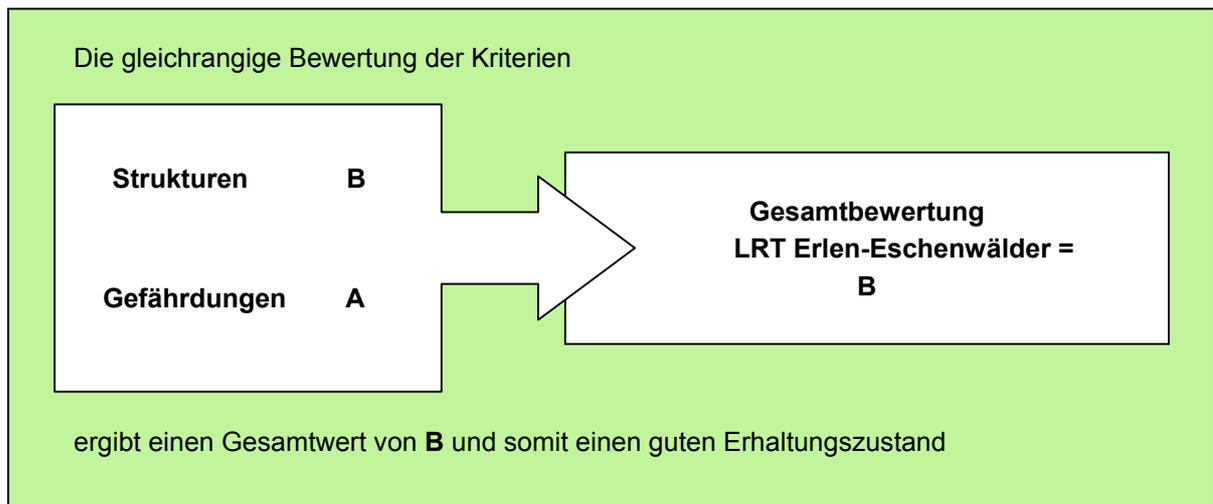 Die gleichrangige Bewertung der Kriterien
Strukturen B
Gefährdungen A
Gesamtbewertung
LRT Erlen-Eschenwälder =
B
ergibt einen Gesamtwert von B und somit einen guten Erhaltungszustand